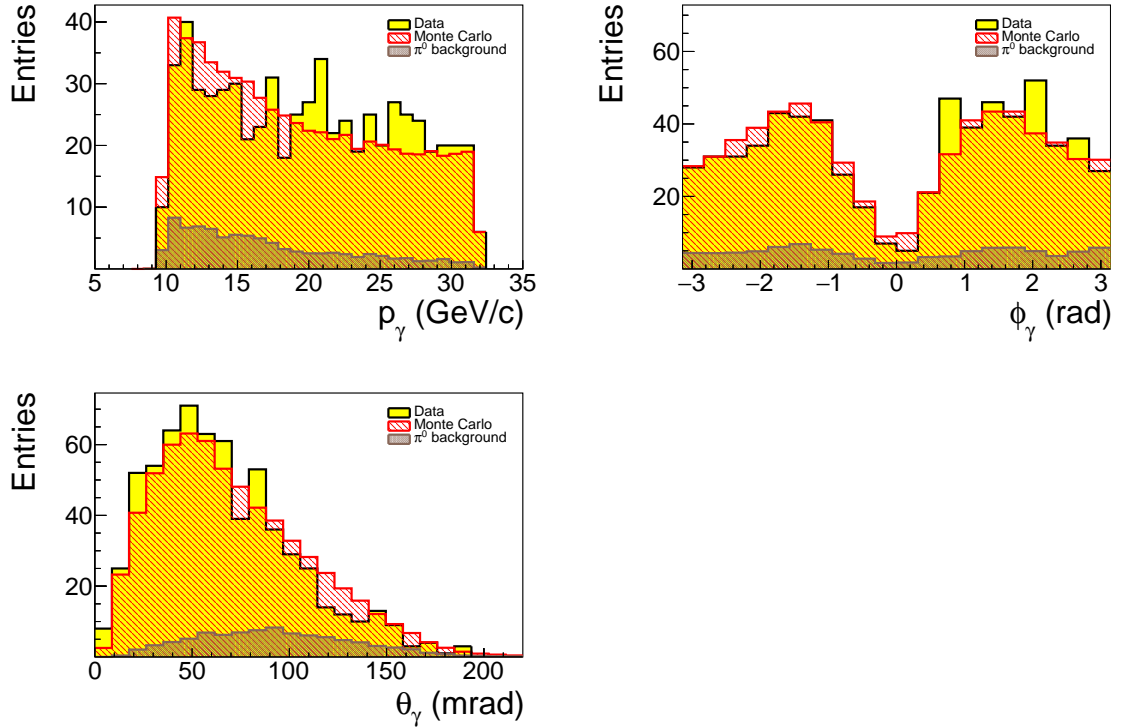 Entries
40
30
20
10
5 10 15 20 25 30 35
p_γ (GeV/c)
Data
Monte Carlo
π⁰ background
Entries
60
40
20
−3 −2 −1 0 1 2 3
ϕ_γ (rad)
Data
Monte Carlo
π⁰ background
Entries
60
40
20
0 50 100 150 200
θ_γ (mrad)
Data
Monte Carlo
π⁰ background